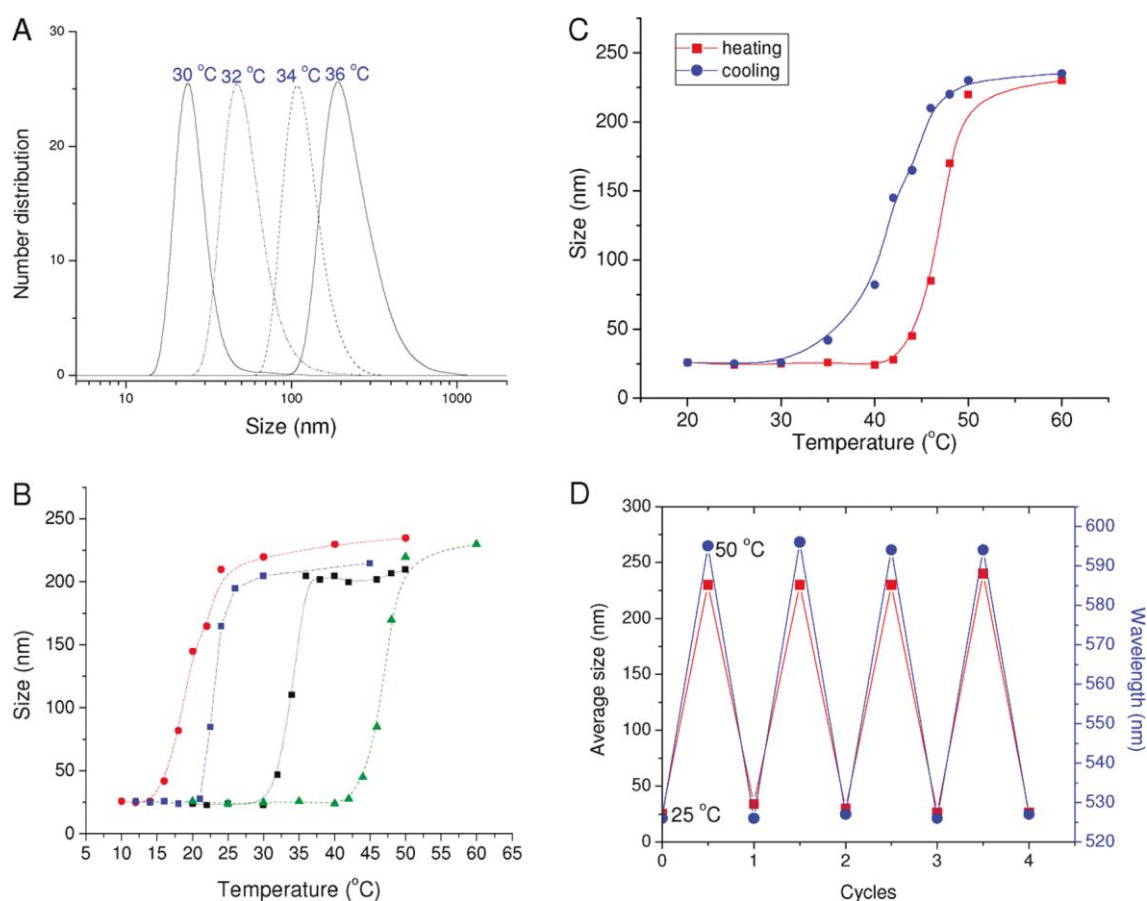 A
30
20
10
0
Number distribution
30 °C
32 °C
34 °C
36 °C
10
100
1000
Size (nm)
C
250
200
150
100
50
0
Size (nm)
heating
cooling
20
30
40
50
60
Temperature (°C)
B
250
200
150
100
50
0
Size (nm)
5
10
15
20
25
30
35
40
45
50
55
60
65
Temperature (°C)
D
300
250
200
150
100
50
0
Average size (nm)
50 °C
25 °C
600
590
580
570
560
550
540
530
520
Wavelength (nm)
0
1
2
3
4
Cycles